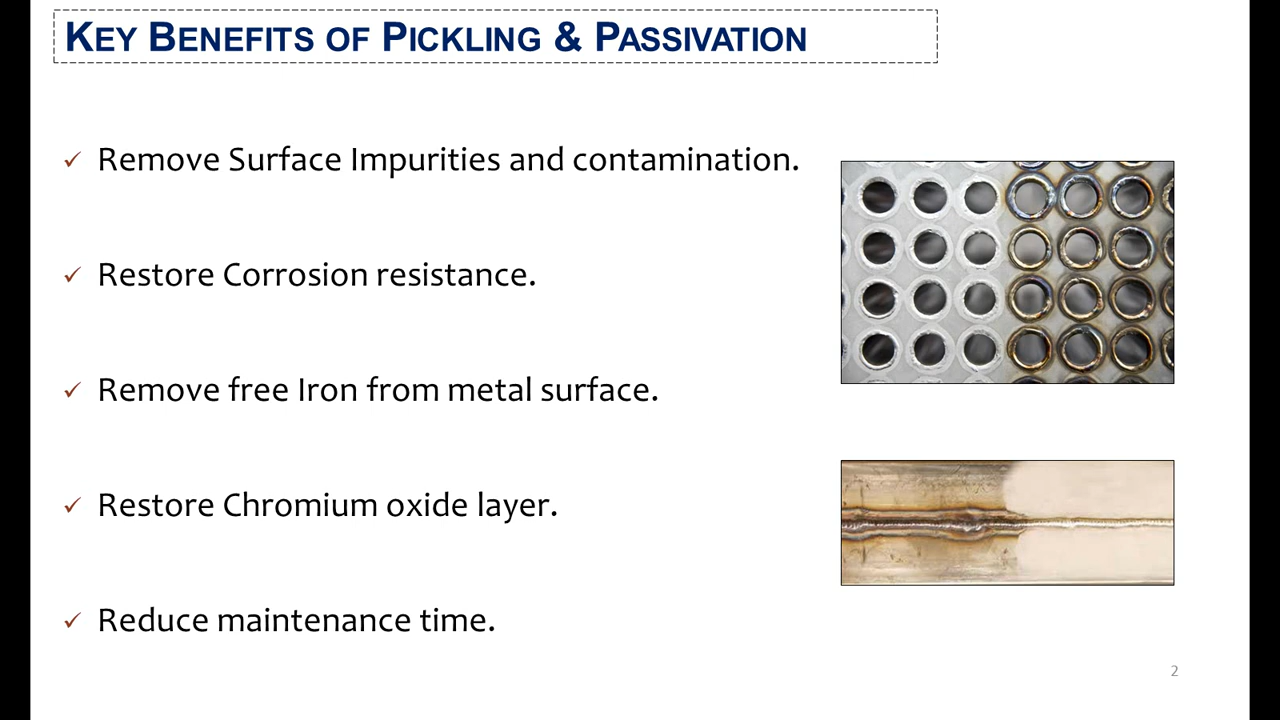 KEY BENEFITS OF PICKLING & PASSIVATION
✓ Remove Surface Impurities and contamination.
✓ Restore Corrosion resistance.
✓ Remove free Iron from metal surface.
✓ Restore Chromium oxide layer.
✓ Reduce maintenance time.
2